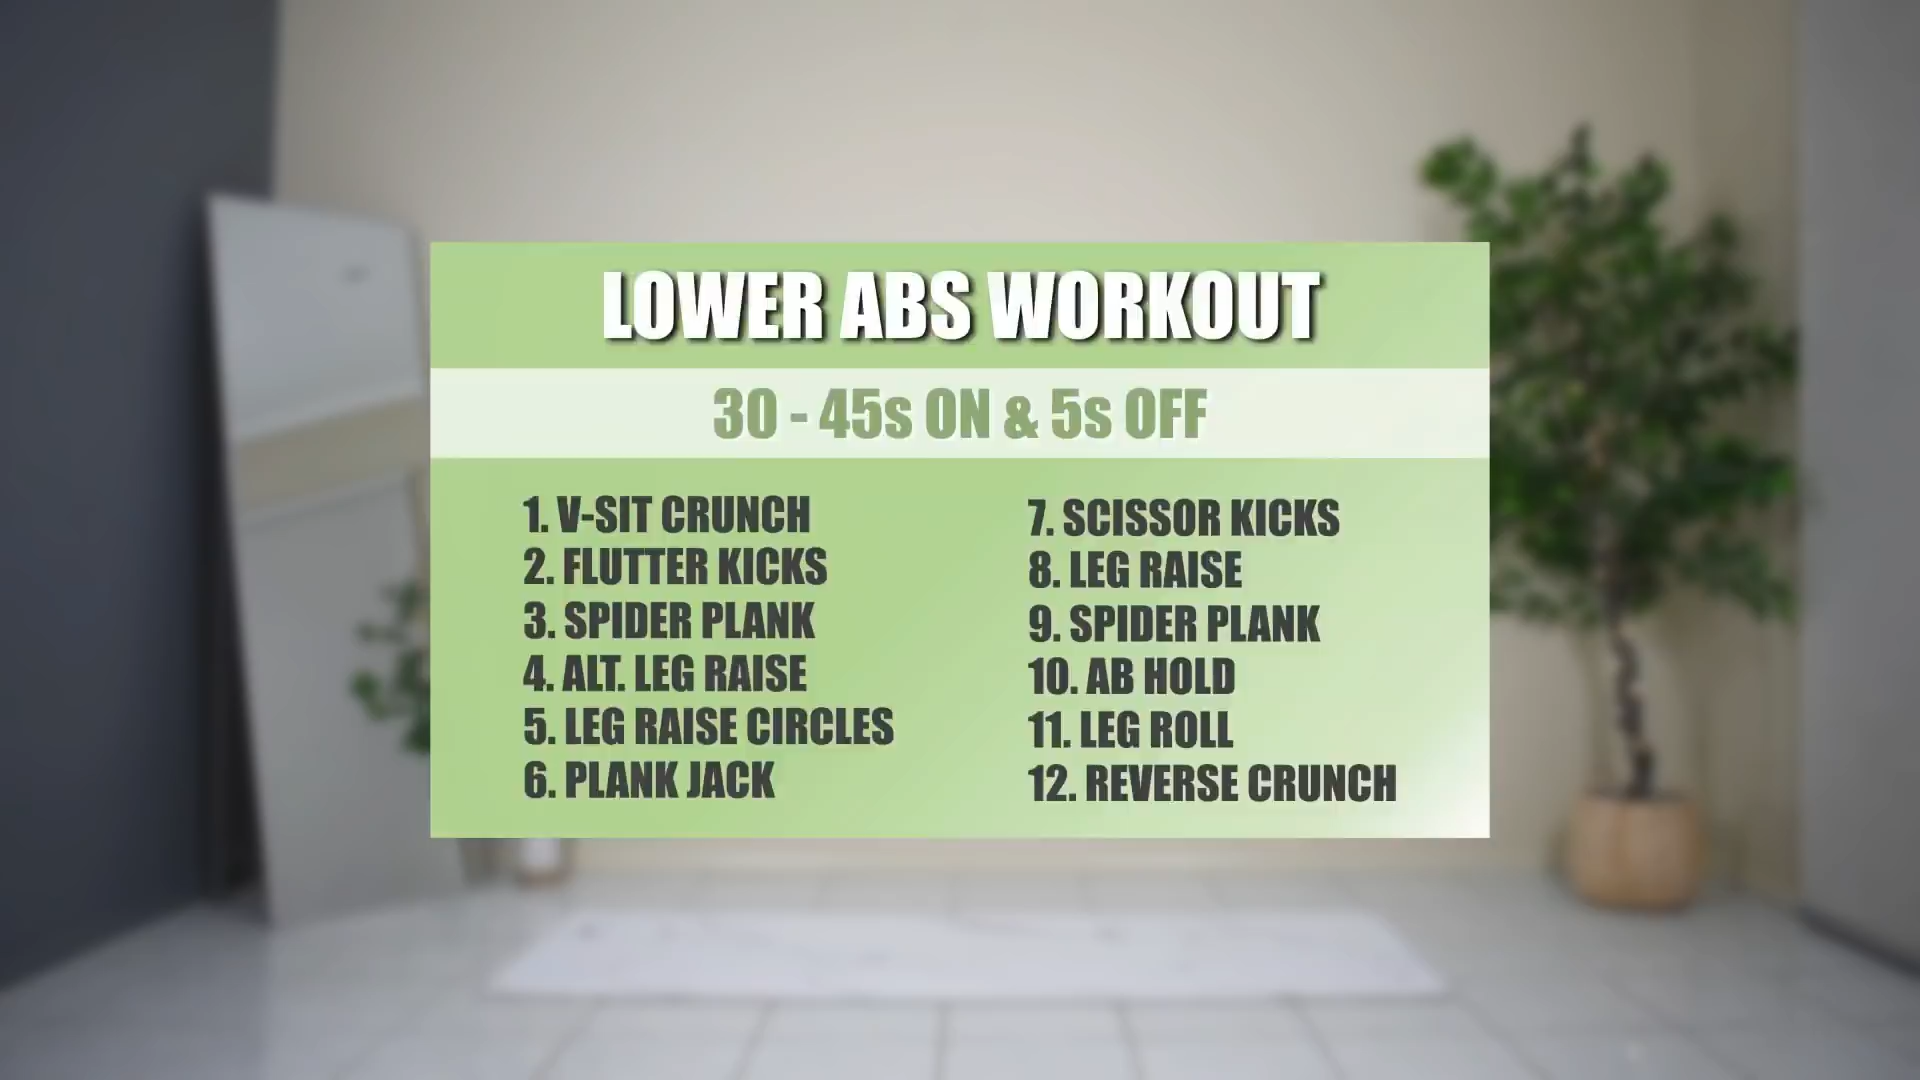 LOWER ABS WORKOUT
30 - 45s ON & 5s OFF
1. V-SIT CRUNCH
2. FLUTTER KICKS
3. SPIDER PLANK
4. ALT. LEG RAISE
5. LEG RAISE CIRCLES
6. PLANK JACK
7. SCISSOR KICKS
8. LEG RAISE
9. SPIDER PLANK
10. AB HOLD
11. LEG ROLL
12. REVERSE CRUNCH